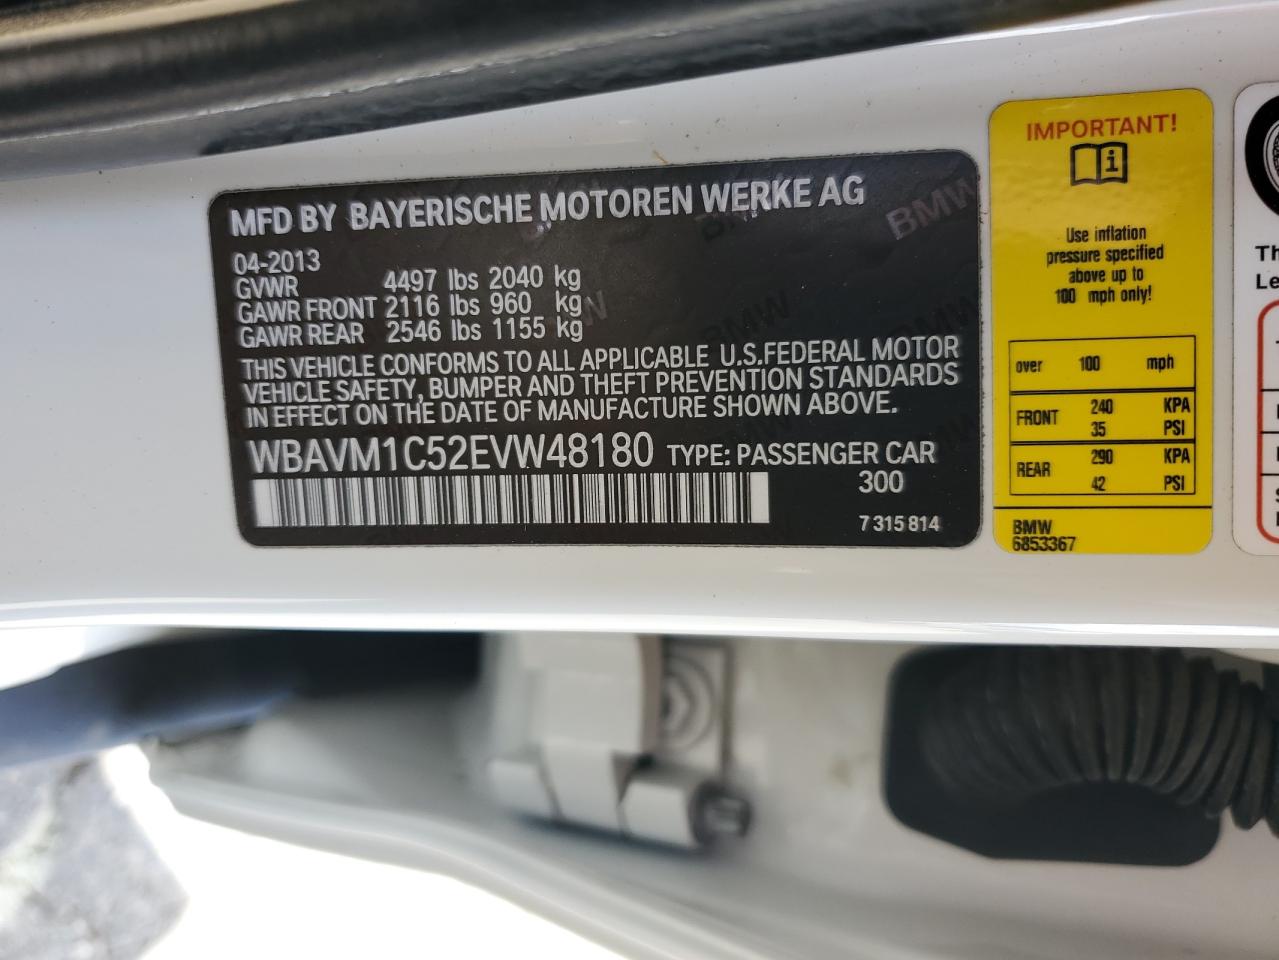 MFD BY BAYERISCHE MOTOREN WERKE AG
04-2013
GVWR 4497 lbs 2040 kg
GAWR FRONT 2116 lbs 960 kg
GAWR REAR 2546 lbs 1155 kg
THIS VEHICLE CONFORMS TO ALL APPLICABLE U.S.FEDERAL MOTOR
VEHICLE SAFETY, BUMPER AND THEFT PREVENTION STANDARDS
IN EFFECT ON THE DATE OF MANUFACTURE SHOWN ABOVE.
WBAVM1C52EVW48180 TYPE: PASSENGER CAR
300
7 315 814
BMW
IMPORTANT!
Use inflation
pressure specified
above up to
100 mph only!
over 100 mph
FRONT 240 KPA
35 PSI
REAR 290 KPA
42 PSI
BMW
6853367